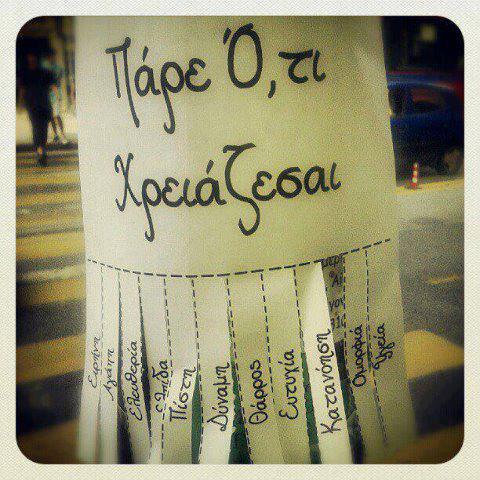 Πάρε Ό,τι
Χρειάζεσαι
Ειρήνη
Αγάπη
Ελευθερία
Ελπίδα
Πίστη
Δύναμη
Θάρρος
Ευτυχία
Κατανόηση
Ομορφιά
Υγεία